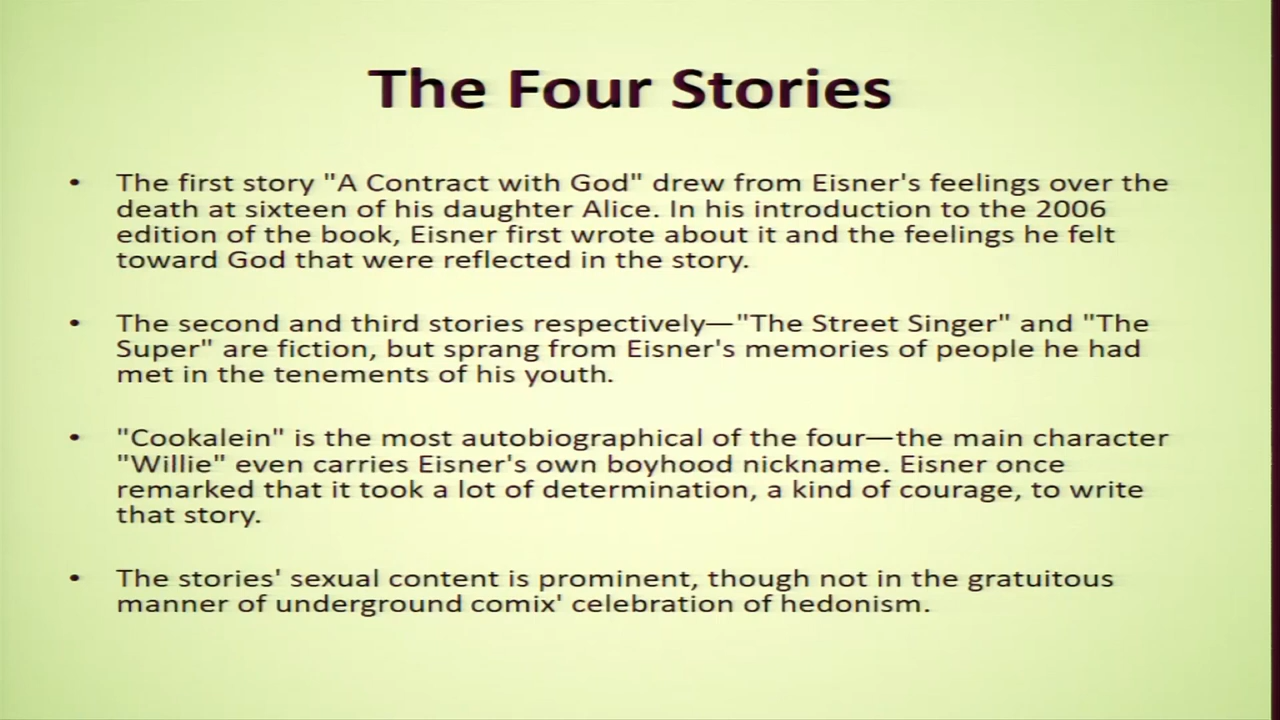 The Four Stories
• The first story "A Contract with God" drew from Eisner's feelings over the
death at sixteen of his daughter Alice. In his introduction to the 2006
edition of the book, Eisner first wrote about it and the feelings he felt
toward God that were reflected in the story.
• The second and third stories respectively—"The Street Singer" and "The
Super" are fiction, but sprang from Eisner's memories of people he had
met in the tenements of his youth.
• "Cookalein" is the most autobiographical of the four—the main character
"Willie" even carries Eisner's own boyhood nickname. Eisner once
remarked that it took a lot of determination, a kind of courage, to write
that story.
• The stories' sexual content is prominent, though not in the gratuitous
manner of underground comix' celebration of hedonism.